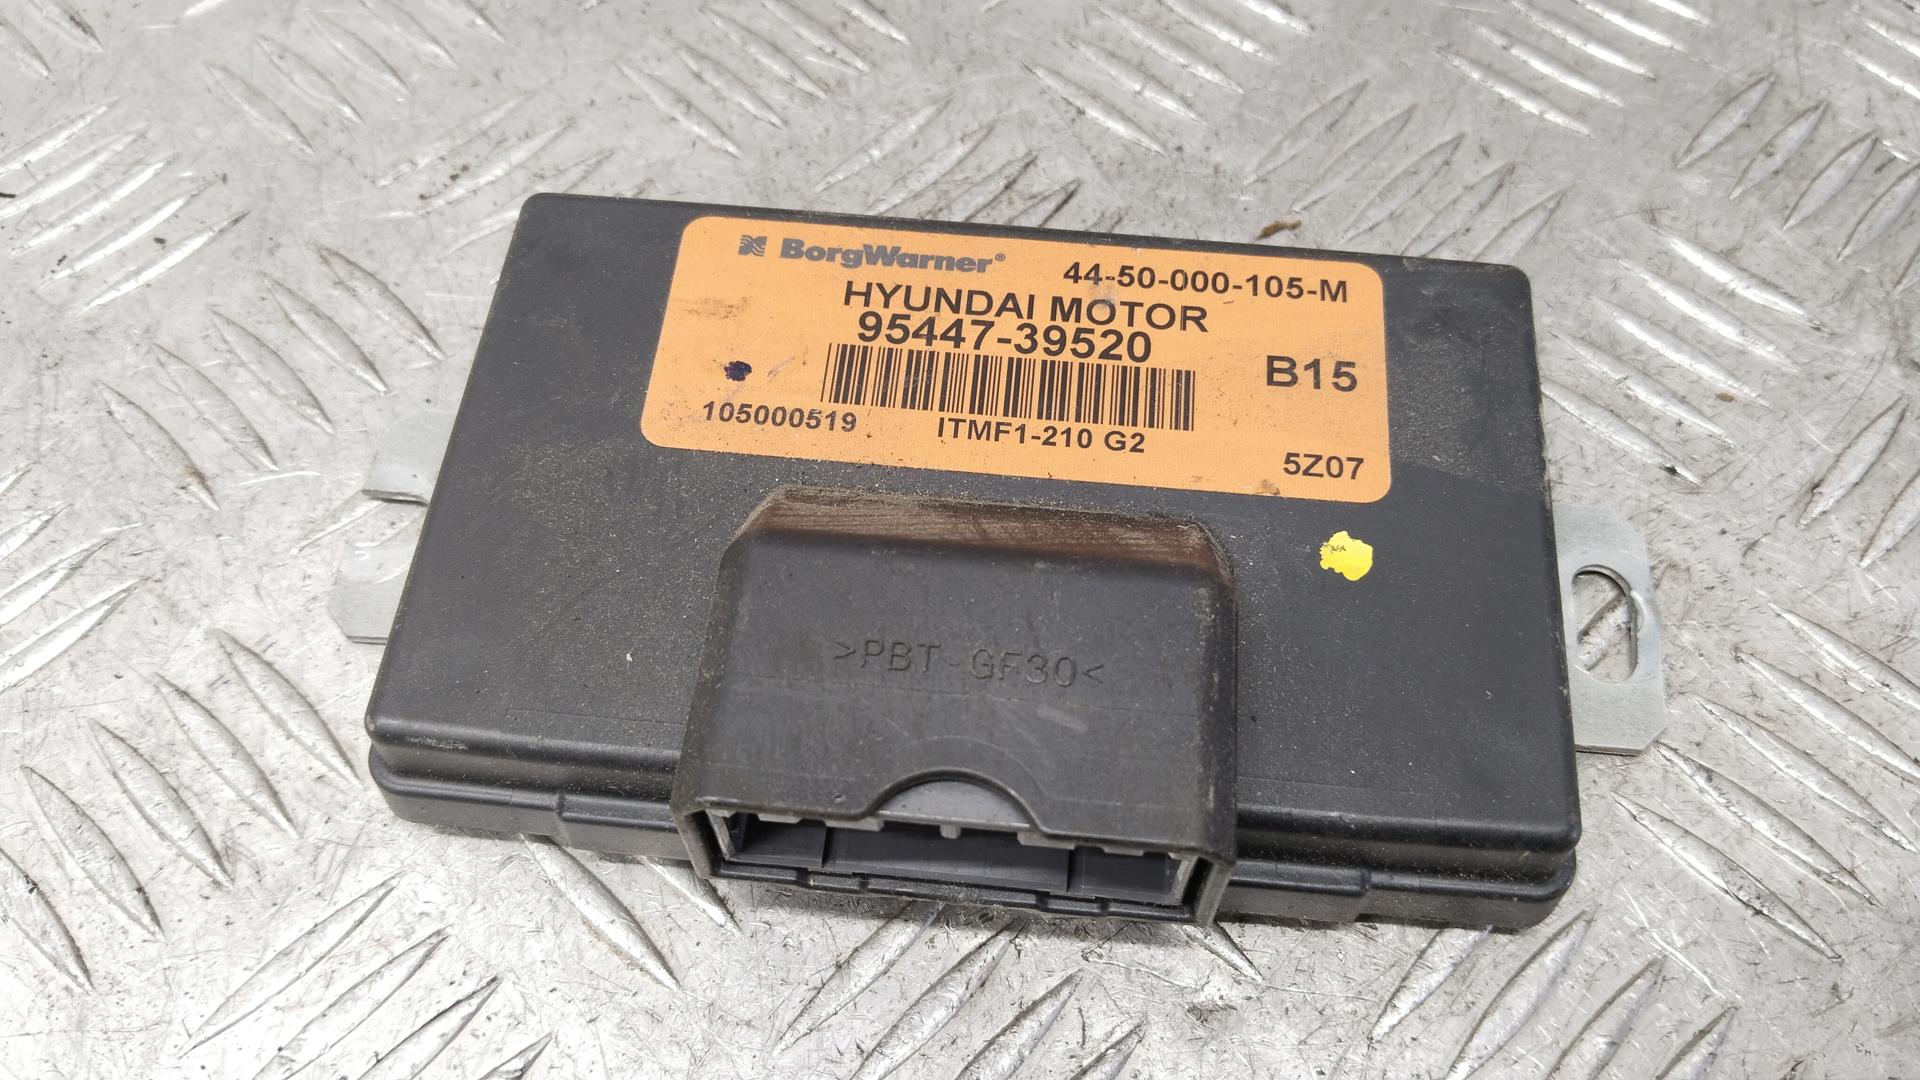 BorgWarner®
44-50-000-105-M
HYUNDAI MOTOR
95447-39520
B15
105000519
ITMF1-210 G2
5Z07
>PBT-GF30<